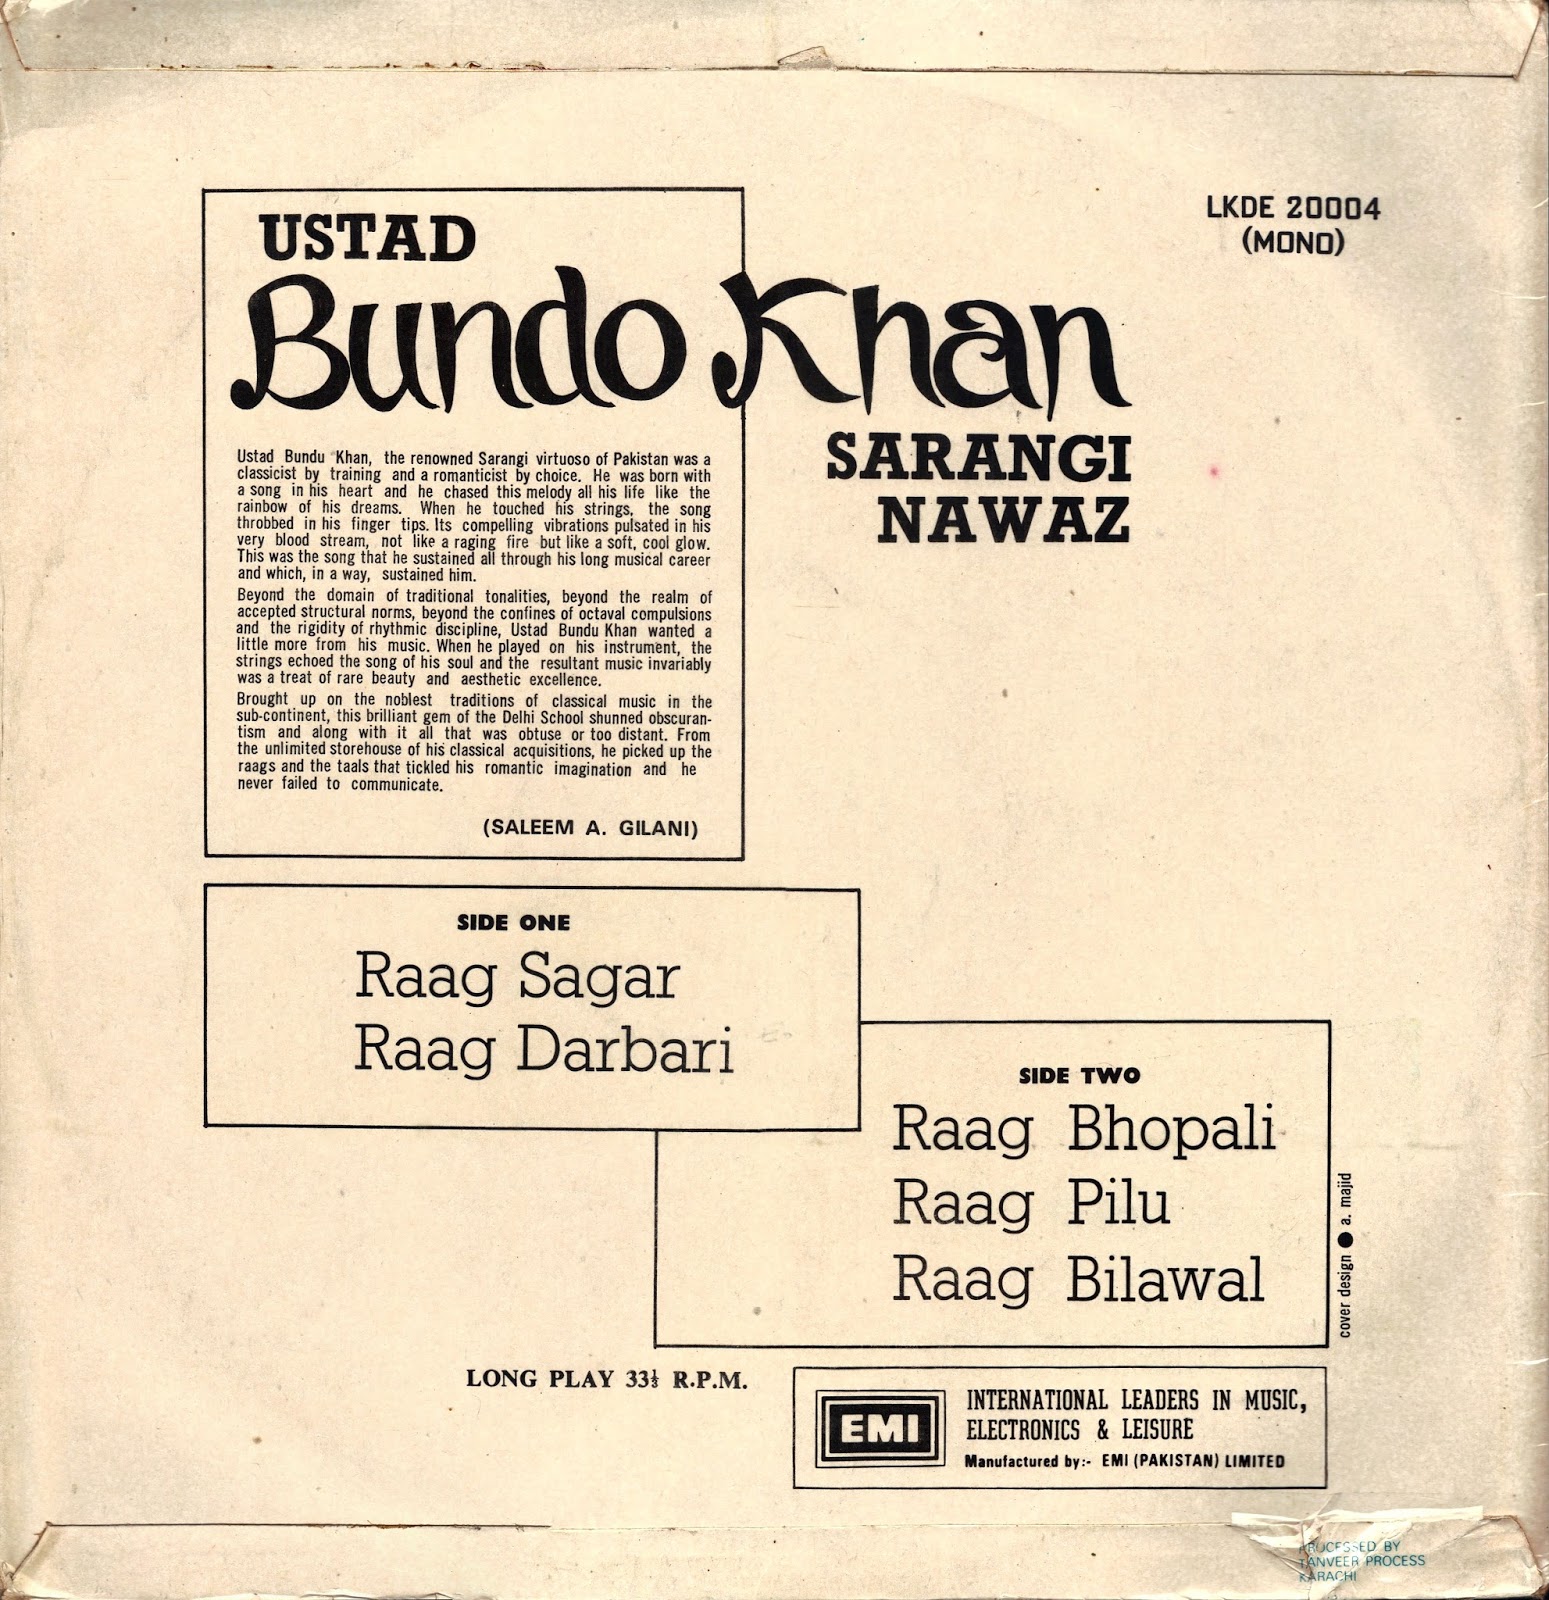 LKDE 20004
(MONO)
USTAD
Bundo Khan
SARANGI
NAWAZ
Ustad Bundu Khan, the renowned Sarangi virtuoso of Pakistan was a
classicist by training and a romanticist by choice. He was born with
a song in his heart and he chased this melody all his life like the
rainbow of his dreams. When he touched his strings, the song
throbbed in his finger tips. Its compelling vibrations pulsated in his
very blood stream, not like a raging fire but like a soft, cool glow.
This was the song that he sustained all through his long musical career
and which, in a way, sustained him.
Beyond the domain of traditional tonalities, beyond the realm of
accepted structural norms, beyond the confines of octaval compulsions
and the rigidity of rhythmic discipline, Ustad Bundu Khan wanted a
little more from his music. When he played on his instrument, the
strings echoed the song of his soul and the resultant music invariably
was a treat of rare beauty and aesthetic excellence.
Brought up on the noblest traditions of classical music in the
sub-continent, this brilliant gem of the Delhi School shunned obscuran-
tism and along with it all that was obtuse or too distant. From
the unlimited storehouse of his classical acquisitions, he picked up the
raags and the taals that tickled his romantic imagination and he
never failed to communicate.
(SALEEM A. GILANI)
SIDE ONE
Raag Sagar
Raag Darbari
SIDE TWO
Raag Bhopali
Raag Pilu
Raag Bilawal
cover design ● a. majid
LONG PLAY 33⅓ R.P.M.
EMI
INTERNATIONAL LEADERS IN MUSIC,
ELECTRONICS & LEISURE
Manufactured by:- EMI (PAKISTAN) LIMITED
PROCESSED BY
TANVEER PROCESS
KARACHI